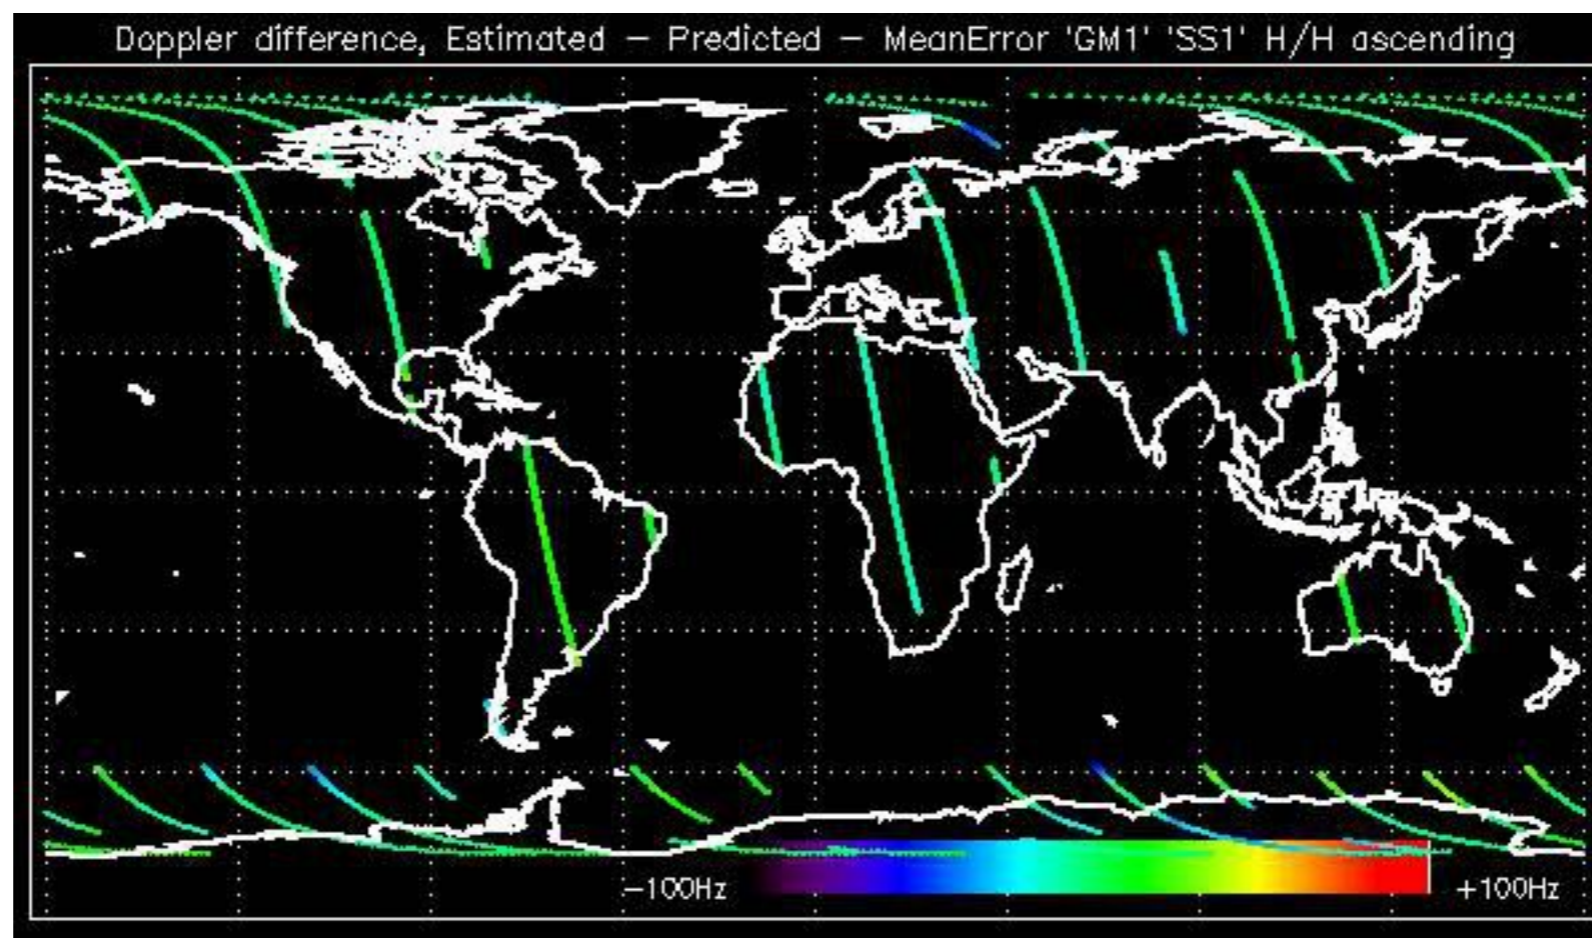 Doppler difference, Estimated – Predicted – MeanError 'GM1' 'SS1' H/H ascending
–100Hz +100Hz